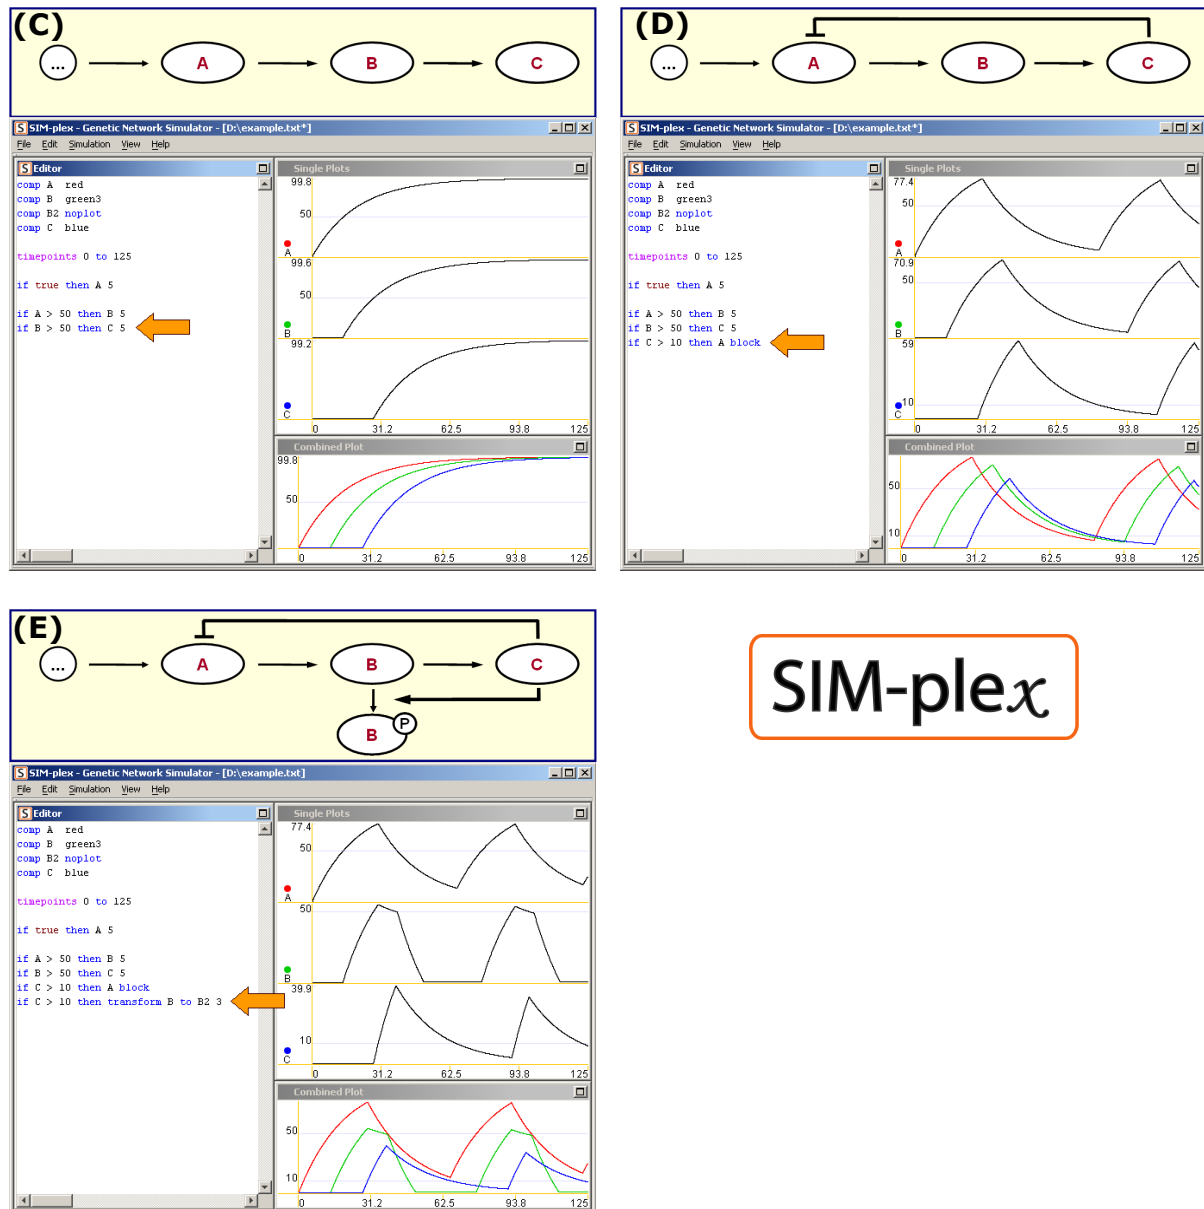 (C)
... A B C
SIM-plex - Genetic Network Simulator - [D:\example.txt*]
File Edit Simulation View Help
Editor
comp A red
comp B green3
comp B2 noplot
comp C blue
timepoints 0 to 125
if true then A 5
if A > 50 then B 5
if B > 50 then C 5
Single Plots
99.8
50
A
99.6
50
B
99.2
C
0 31.2 62.5 93.8 125
Combined Plot
99.8
50
0 31.2 62.5 93.8 125
(D)
... A B C
SIM-plex - Genetic Network Simulator - [D:\example.txt*]
File Edit Simulation View Help
Editor
comp A red
comp B green3
comp B2 noplot
comp C blue
timepoints 0 to 125
if true then A 5
if A > 50 then B 5
if B > 50 then C 5
if C > 10 then A block
Single Plots
77.4
50
A
70.9
50
B
59
10
C
0 31.2 62.5 93.8 125
Combined Plot
50
10
0 31.2 62.5 93.8 125
(E)
... A B C
B P
SIM-plex - Genetic Network Simulator - [D:\example.txt]
File Edit Simulation View Help
Editor
comp A red
comp B green3
comp B2 noplot
comp C blue
timepoints 0 to 125
if true then A 5
if A > 50 then B 5
if B > 50 then C 5
if C > 10 then A block
if C > 10 then transform B to B2 3
Single Plots
77.4
50
A
50
B
39.9
10
C
0 31.2 62.5 93.8 125
Combined Plot
50
10
0 31.2 62.5 93.8 125
SIM-plex